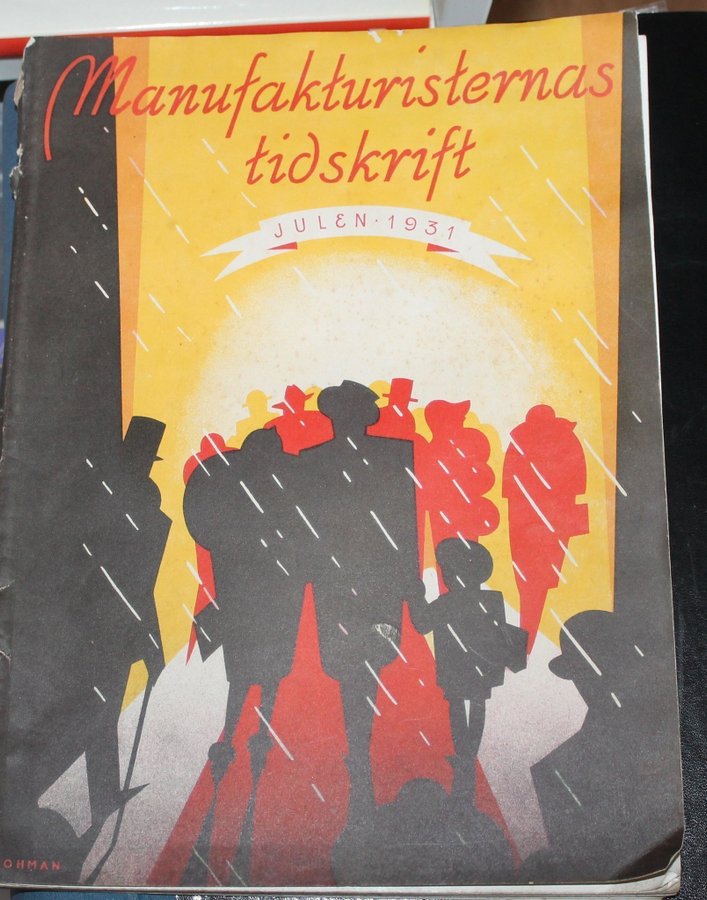 Manufakturisternas
tidskrift
JULEN · 1931
OHMAN